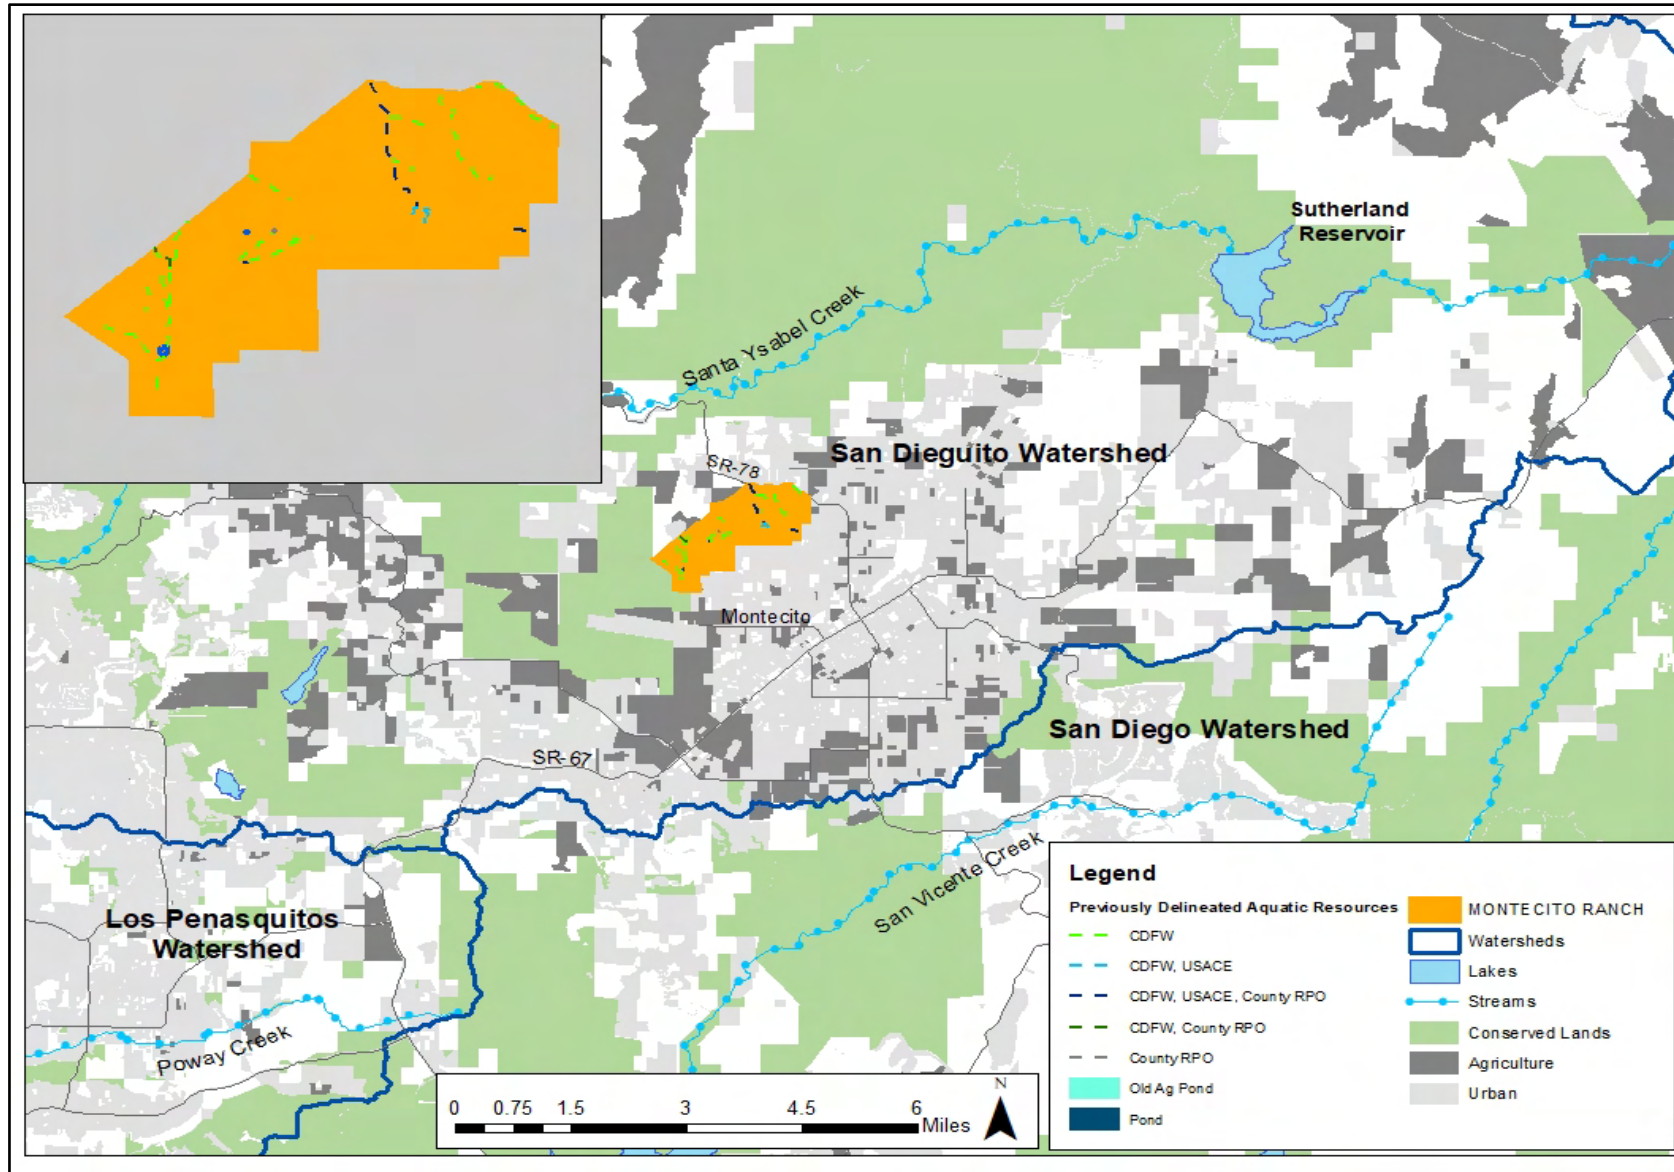 Sutherland
Reservoir
Santa Ysabel Creek
San Dieguito Watershed
SR-78
Montecito
San Diego Watershed
SR-67
San Vicente Creek
Los Penasquitos
Watershed
Poway Creek
0 0.75 1.5 3 4.5 6
Miles
N
Legend
Previously Delineated Aquatic Resources
CDFW
CDFW, USACE
CDFW, USACE, County RPO
CDFW, County RPO
County RPO
Old Ag Pond
Pond
MONTECITO RANCH
Watersheds
Lakes
Streams
Conserved Lands
Agriculture
Urban